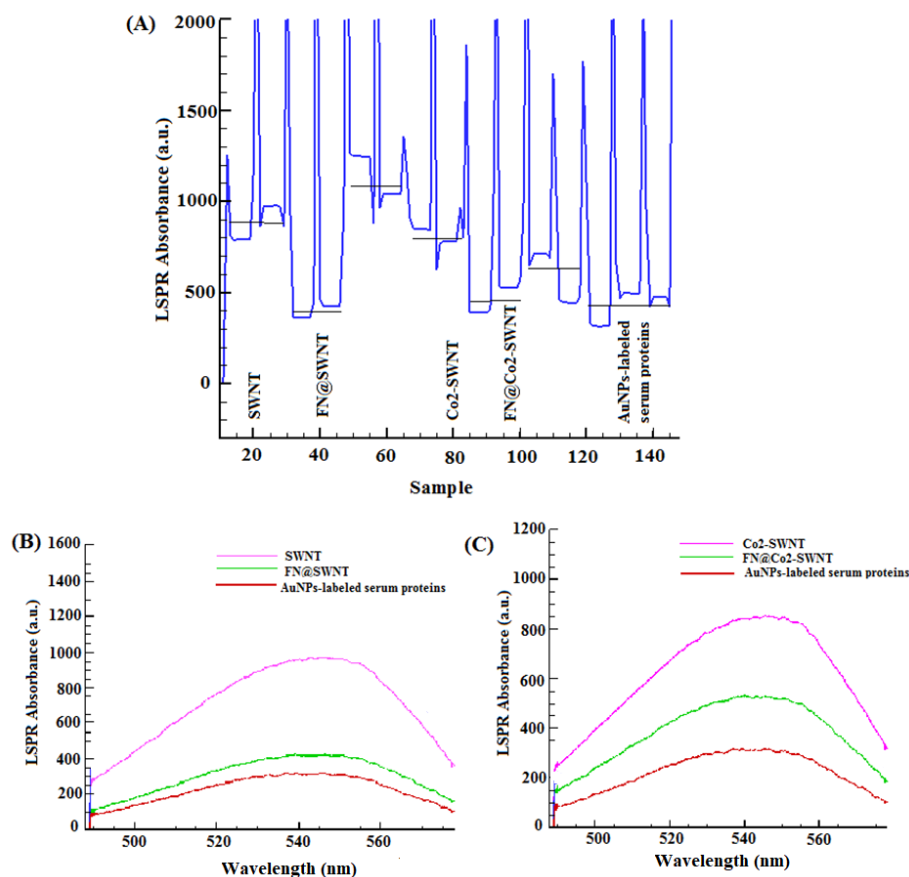 (A)
LSPR Absorbance (a.u.)
2000
1500
1000
500
0
SWNT
FN@SWNT
Co2-SWNT
FN@Co2-SWNT
AuNPs-labeled
serum proteins
20 40 60 80 100 120 140
Sample
(B)
LSPR Absorbance (a.u.)
1600
1400
1200
1000
800
600
400
200
0
SWNT
FN@SWNT
AuNPs-labeled serum proteins
500 520 540 560
Wavelength (nm)
(C)
LSPR Absorbance (a.u.)
1200
1000
800
600
400
200
0
Co2-SWNT
FN@Co2-SWNT
AuNPs-labeled serum proteins
500 520 540 560
Wavelength (nm)